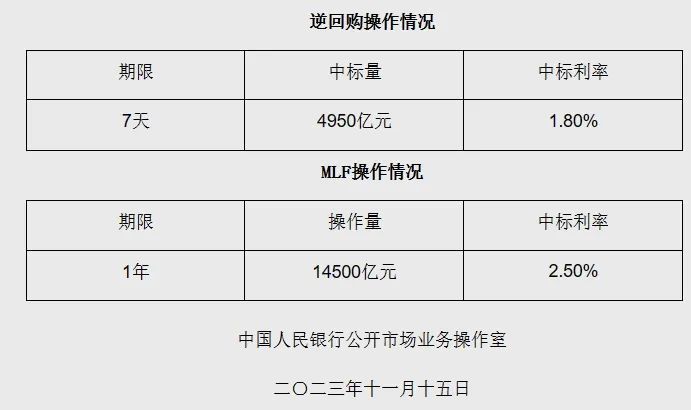 逆回购操作情况
期限 中标量 中标利率
7天 4950亿元 1.80%
MLF操作情况
期限 操作量 中标利率
1年 14500亿元 2.50%
中国人民银行公开市场业务操作室
二〇二三年十一月十五日